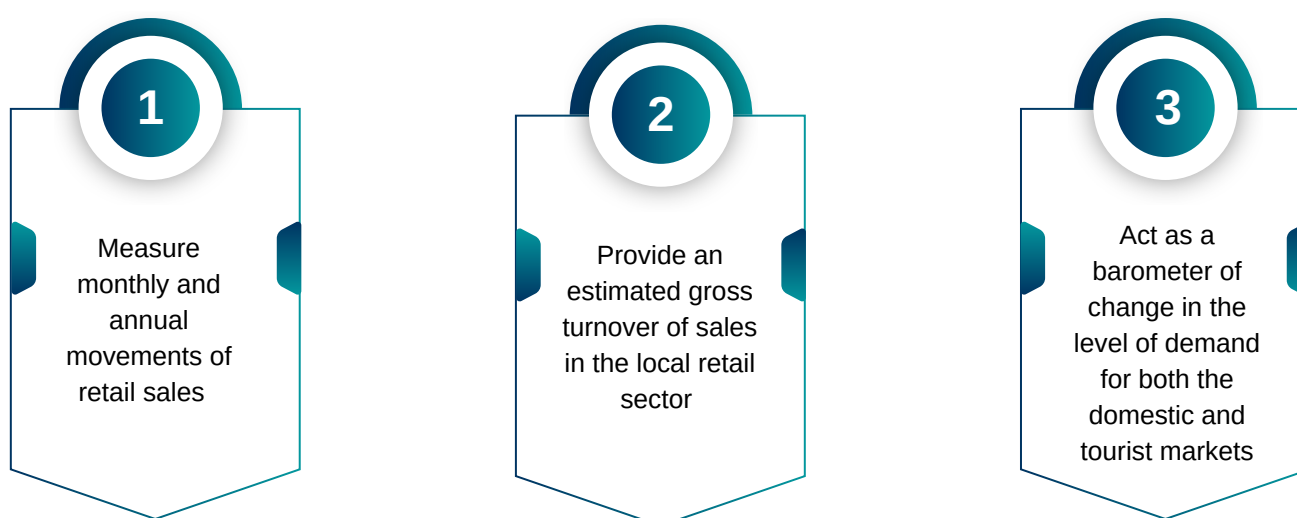 1
Measure
monthly and
annual
movements of
retail sales
2
Provide an
estimated gross
turnover of sales
in the local retail
sector
3
Act as a
barometer of
change in the
level of demand
for both the
domestic and
tourist markets